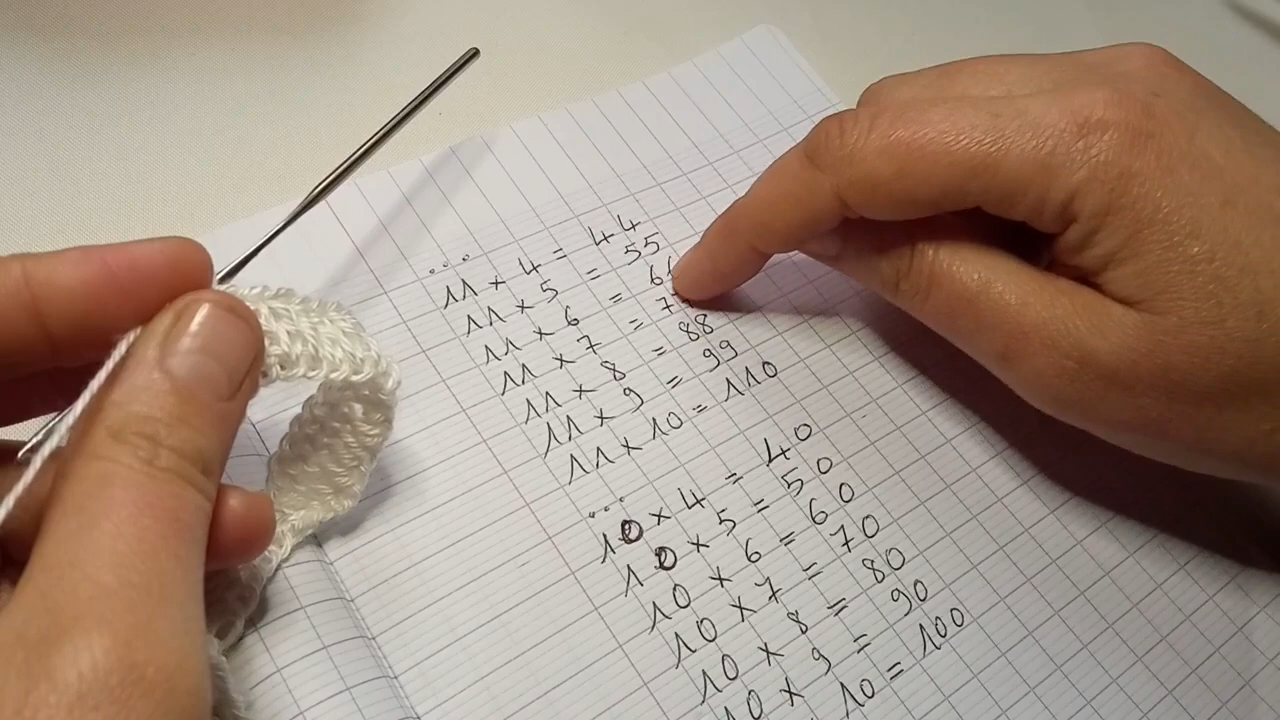 ...
11 × 4 = 44
11 × 5 = 55
11 × 6 = 66
11 × 7 = 77
11 × 8 = 88
11 × 9 = 99
11 × 10 = 110
...
10 × 4 = 40
10 × 5 = 50
10 × 6 = 60
10 × 7 = 70
10 × 8 = 80
10 × 9 = 90
10 = 100